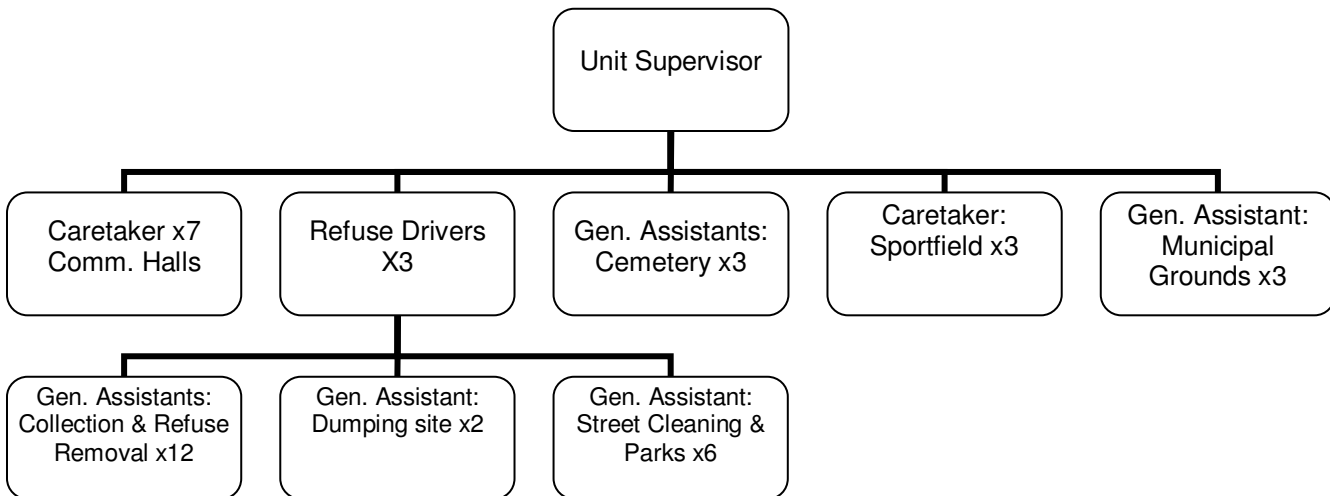 Unit Supervisor
Caretaker x7
Comm. Halls
Refuse Drivers
X3
Gen. Assistants:
Cemetery x3
Caretaker:
Sportfield x3
Gen. Assistant:
Municipal
Grounds x3
Gen. Assistants:
Collection & Refuse
Removal x12
Gen. Assistant:
Dumping site x2
Gen. Assistant:
Street Cleaning &
Parks x6